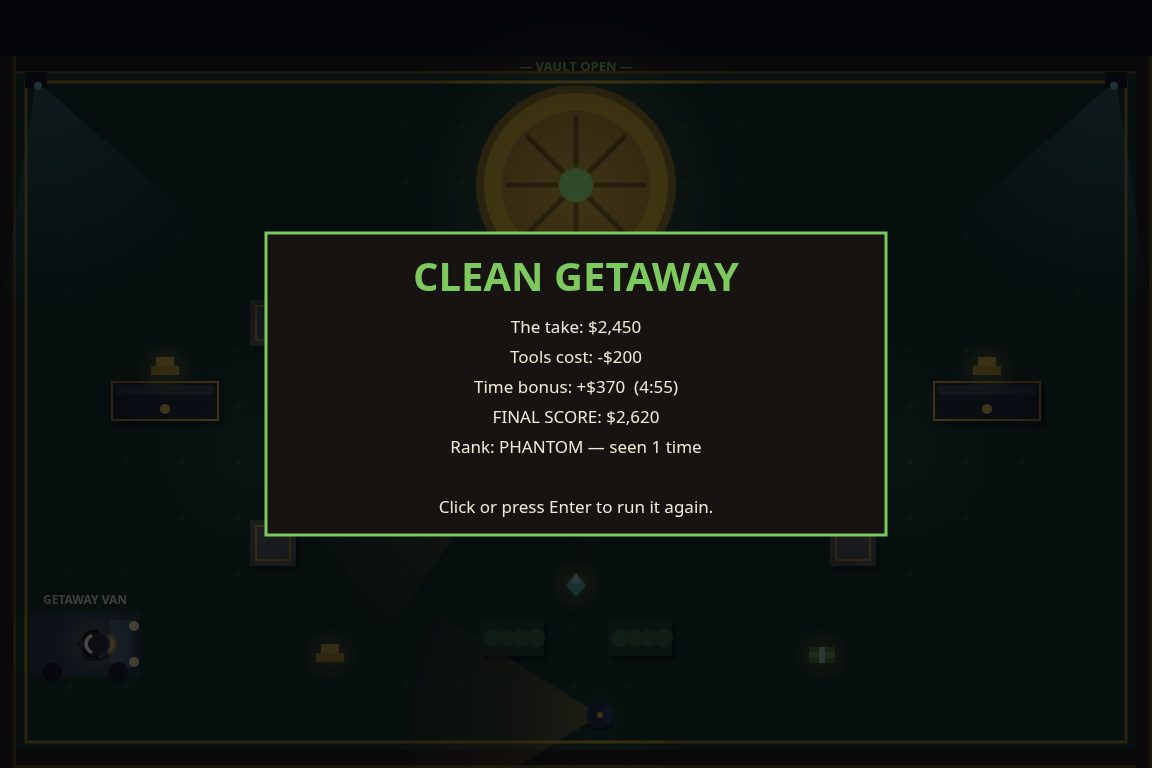 — VAULT OPEN —
CLEAN GETAWAY
The take: $2,450
Tools cost: -$200
Time bonus: +$370 (4:55)
FINAL SCORE: $2,620
Rank: PHANTOM — seen 1 time
Click or press Enter to run it again.
GETAWAY VAN